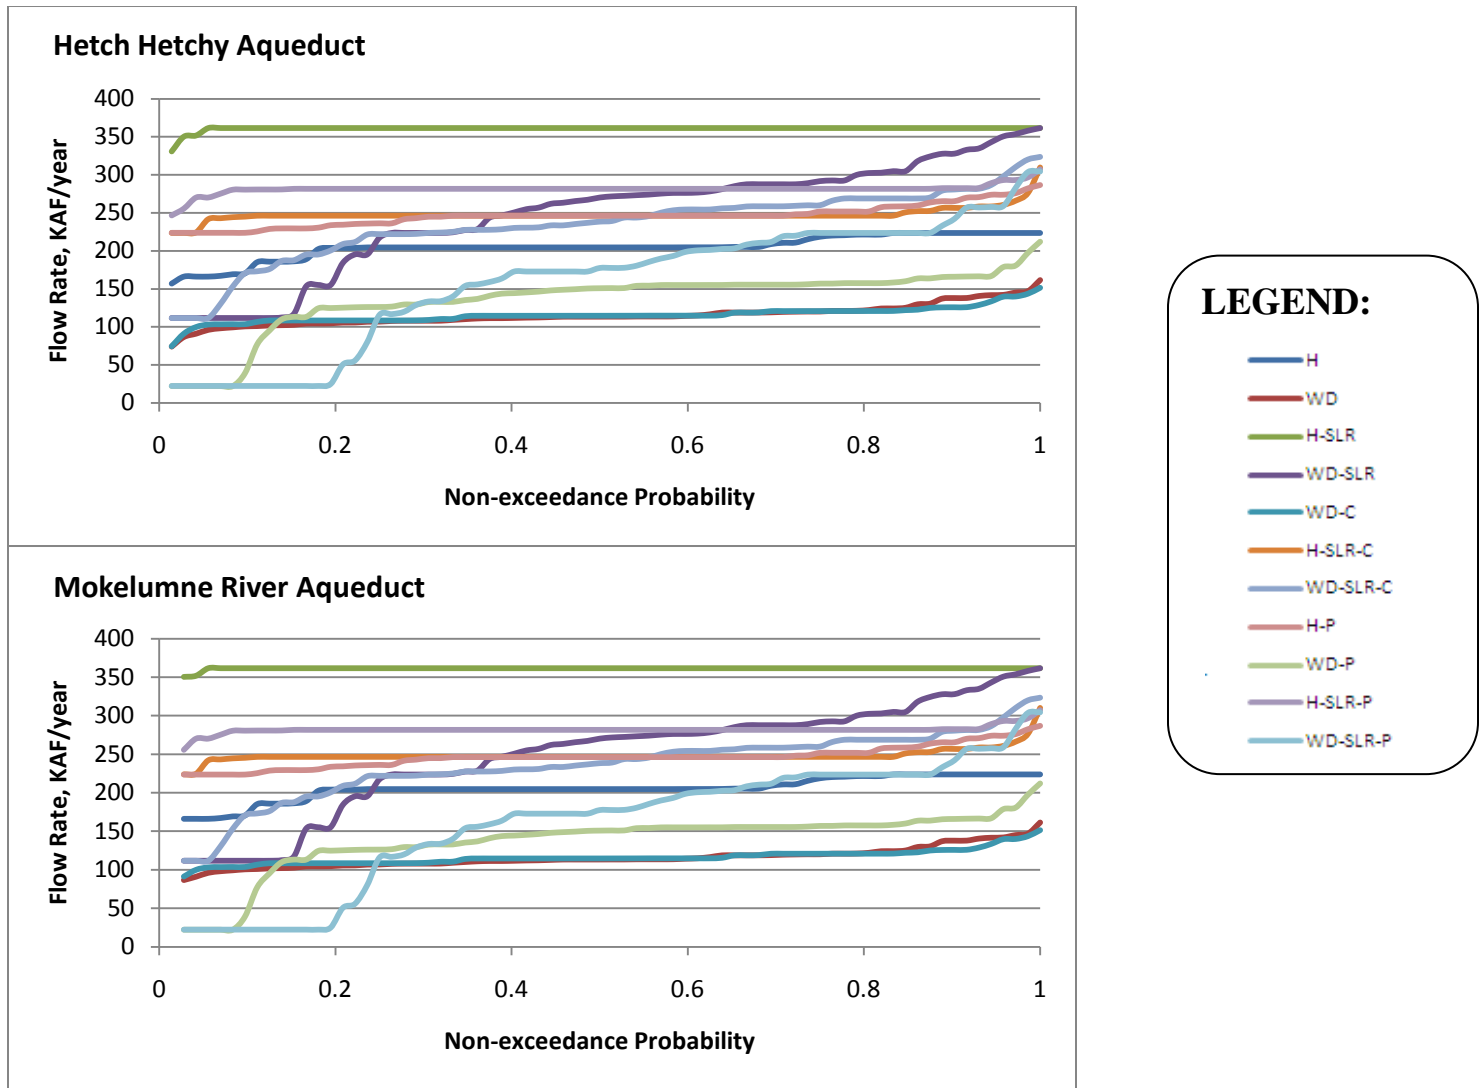 Hetch Hetchy Aqueduct
400
350
300
250
200
150
100
50
0
Flow Rate, KAF/year
0 0.2 0.4 0.6 0.8 1
Non-exceedance Probability
Mokelumne River Aqueduct
400
350
300
250
200
150
100
50
0
Flow Rate, KAF/year
0 0.2 0.4 0.6 0.8 1
Non-exceedance Probability
LEGEND:
H
WD
H-SLR
WD-SLR
WD-C
H-SLR-C
WD-SLR-C
H-P
WD-P
H-SLR-P
WD-SLR-P